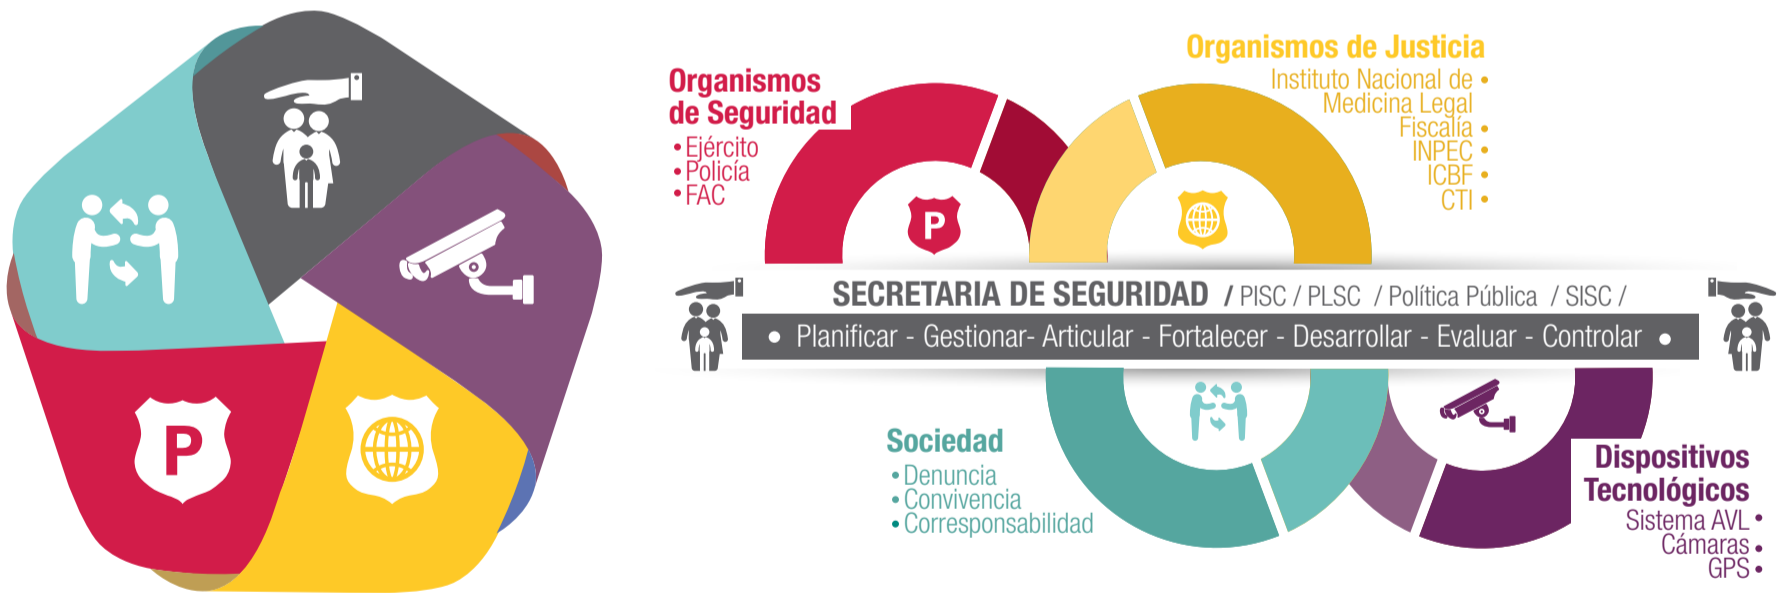 P
Organismos
de Seguridad
• Ejército
• Policía
• FAC
P
Organismos de Justicia
Instituto Nacional de •
Medicina Legal
Fiscalía •
INPEC •
ICBF •
CTI •
SECRETARIA DE SEGURIDAD / PISC / PLSC / Política Pública / SISC /
• Planificar - Gestionar- Articular - Fortalecer - Desarrollar - Evaluar - Controlar •
Sociedad
• Denuncia
• Convivencia
• Corresponsabilidad
Dispositivos
Tecnológicos
Sistema AVL •
Cámaras •
GPS •